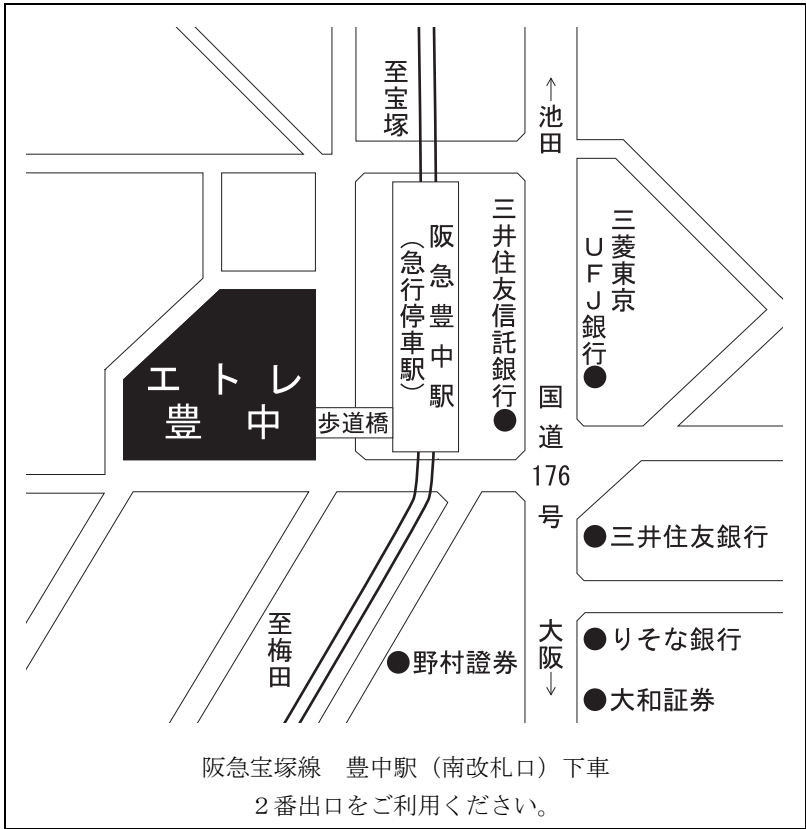 至宝塚
↑池田
三井住友信託銀行
三菱東京
UFJ銀行
阪急豊中駅
（急行停車駅）
エトレ
豊中
歩道橋
国道176号
三井住友銀行
至梅田
大阪↓
りそな銀行
野村證券
大和証券
阪急宝塚線　豊中駅（南改札口）下車
２番出口をご利用ください。